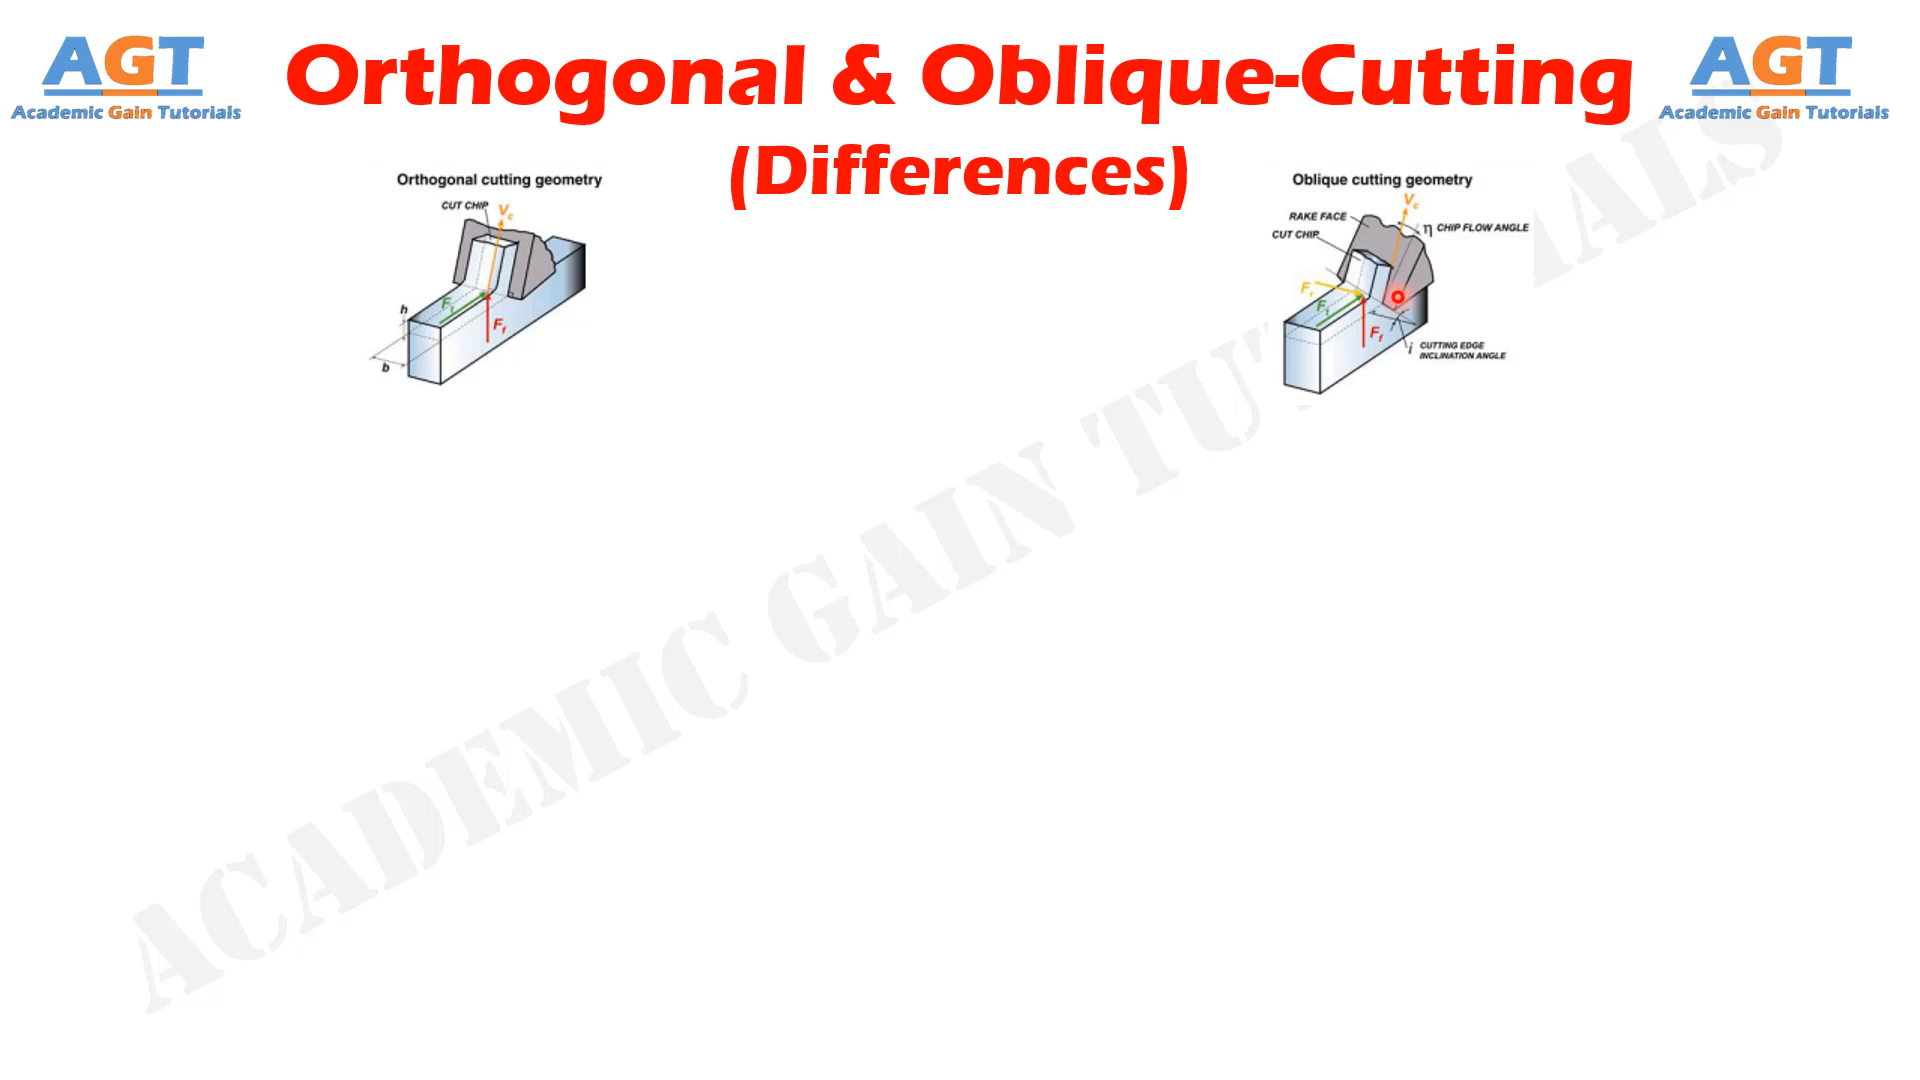 AGT
Academic Gain Tutorials
Orthogonal & Oblique-Cutting
(Differences)
AGT
Academic Gain Tutorials
Orthogonal cutting geometry
CUT CHIP
Vc
h
Ft
Ff
b
Oblique cutting geometry
Vc
RAKE FACE
η CHIP FLOW ANGLE
CUT CHIP
Fr
Ft
Ff
i CUTTING EDGE
INCLINATION ANGLE
ACADEMIC GAIN TUTORIALS